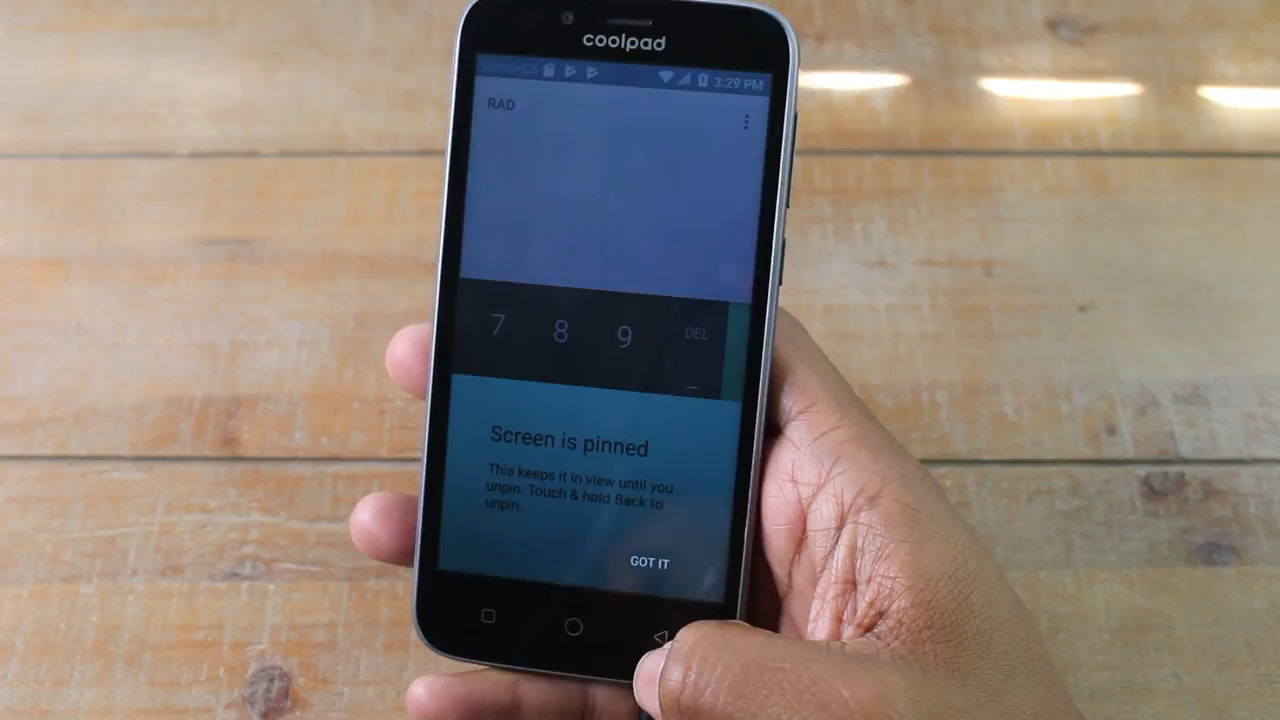 coolpad
3:29 PM
RAD
7 8 9 DEL
Screen is pinned
This keeps it in view until you
unpin. Touch & hold Back to
unpin.
GOT IT